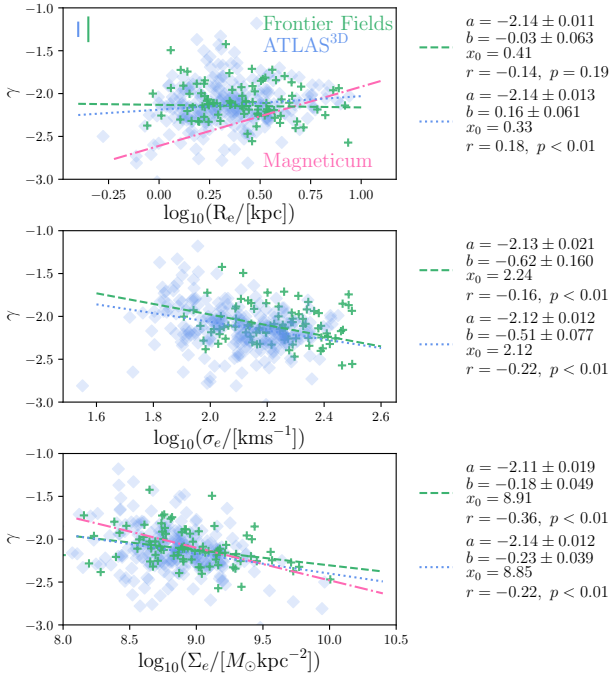 −1.0
−1.5
−2.0
−2.5
−3.0
γ
Frontier Fields
ATLAS³ᴰ
Magneticum
−0.25 0.00 0.25 0.50 0.75 1.00
log₁₀(Rₑ/[kpc])
a = −2.14 ± 0.011
b = −0.03 ± 0.063
x₀ = 0.41
r = −0.14, p = 0.19
a = −2.14 ± 0.013
b = 0.16 ± 0.061
x₀ = 0.33
r = 0.18, p < 0.01
−1.0
−1.5
−2.0
−2.5
−3.0
γ
1.6 1.8 2.0 2.2 2.4 2.6
log₁₀(σₑ/[kms⁻¹])
a = −2.13 ± 0.021
b = −0.62 ± 0.160
x₀ = 2.24
r = −0.16, p < 0.01
a = −2.12 ± 0.012
b = −0.51 ± 0.077
x₀ = 2.12
r = −0.22, p < 0.01
−1.0
−1.5
−2.0
−2.5
−3.0
γ
8.0 8.5 9.0 9.5 10.0 10.5
log₁₀(Σₑ/[M⊙kpc⁻²])
a = −2.11 ± 0.019
b = −0.18 ± 0.049
x₀ = 8.91
r = −0.36, p < 0.01
a = −2.14 ± 0.012
b = −0.23 ± 0.039
x₀ = 8.85
r = −0.22, p < 0.01